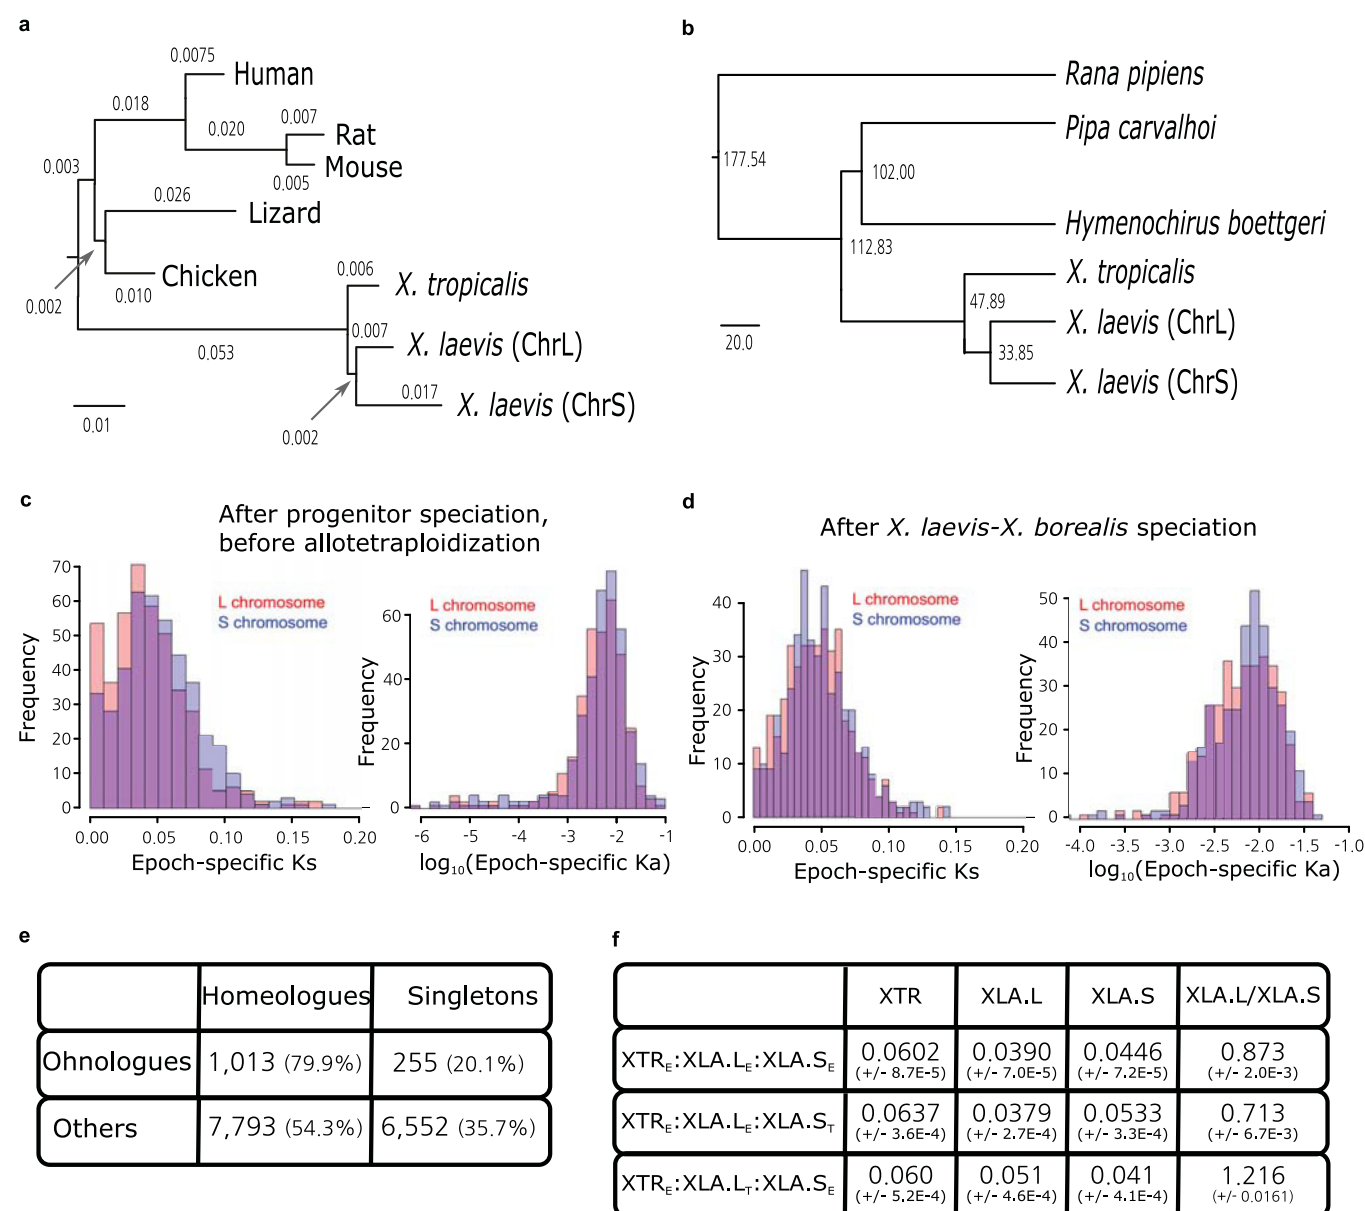 a
0.0075
Human
0.018
0.007
0.020
Rat
Mouse
0.003
0.005
0.026
Lizard
Chicken
0.010
0.002
0.006
X. tropicalis
0.007
X. laevis (ChrL)
0.053
0.017
X. laevis (ChrS)
0.002
0.01
b
Rana pipiens
Pipa carvalhoi
177.54
102.00
Hymenochirus boettgeri
112.83
X. tropicalis
47.89
X. laevis (ChrL)
20.0
33.85
X. laevis (ChrS)
c
After progenitor speciation,
before allotetraploidization
70
60
50
40
30
20
10
0
Frequency
L chromosome
S chromosome
0.00 0.05 0.10 0.15 0.20
Epoch-specific Ks
60
40
20
0
Frequency
L chromosome
S chromosome
-6 -5 -4 -3 -2 -1
log₁₀(Epoch-specific Ka)
d
After X. laevis-X. borealis speciation
40
30
20
10
0
Frequency
L chromosome
S chromosome
0.00 0.05 0.10 0.15 0.20
Epoch-specific Ks
50
40
30
20
10
0
Frequency
L chromosome
S chromosome
-4.0 -3.5 -3.0 -2.5 -2.0 -1.5 -1.0
log₁₀(Epoch-specific Ka)
e
Homeologues Singletons
Ohnologues 1,013 (79.9%) 255 (20.1%)
Others 7,793 (54.3%) 6,552 (35.7%)
f
XTR XLA.L XLA.S XLA.L/XLA.S
XTR_E:XLA.L_E:XLA.S_E 0.0602 0.0390 0.0446 0.873
(+/- 8.7E-5) (+/- 7.0E-5) (+/- 7.2E-5) (+/- 2.0E-3)
XTR_E:XLA.L_E:XLA.S_T 0.0637 0.0379 0.0533 0.713
(+/- 3.6E-4) (+/- 2.7E-4) (+/- 3.3E-4) (+/- 6.7E-3)
XTR_E:XLA.L_T:XLA.S_E 0.060 0.051 0.041 1.216
(+/- 5.2E-4) (+/- 4.6E-4) (+/- 4.1E-4) (+/- 0.0161)